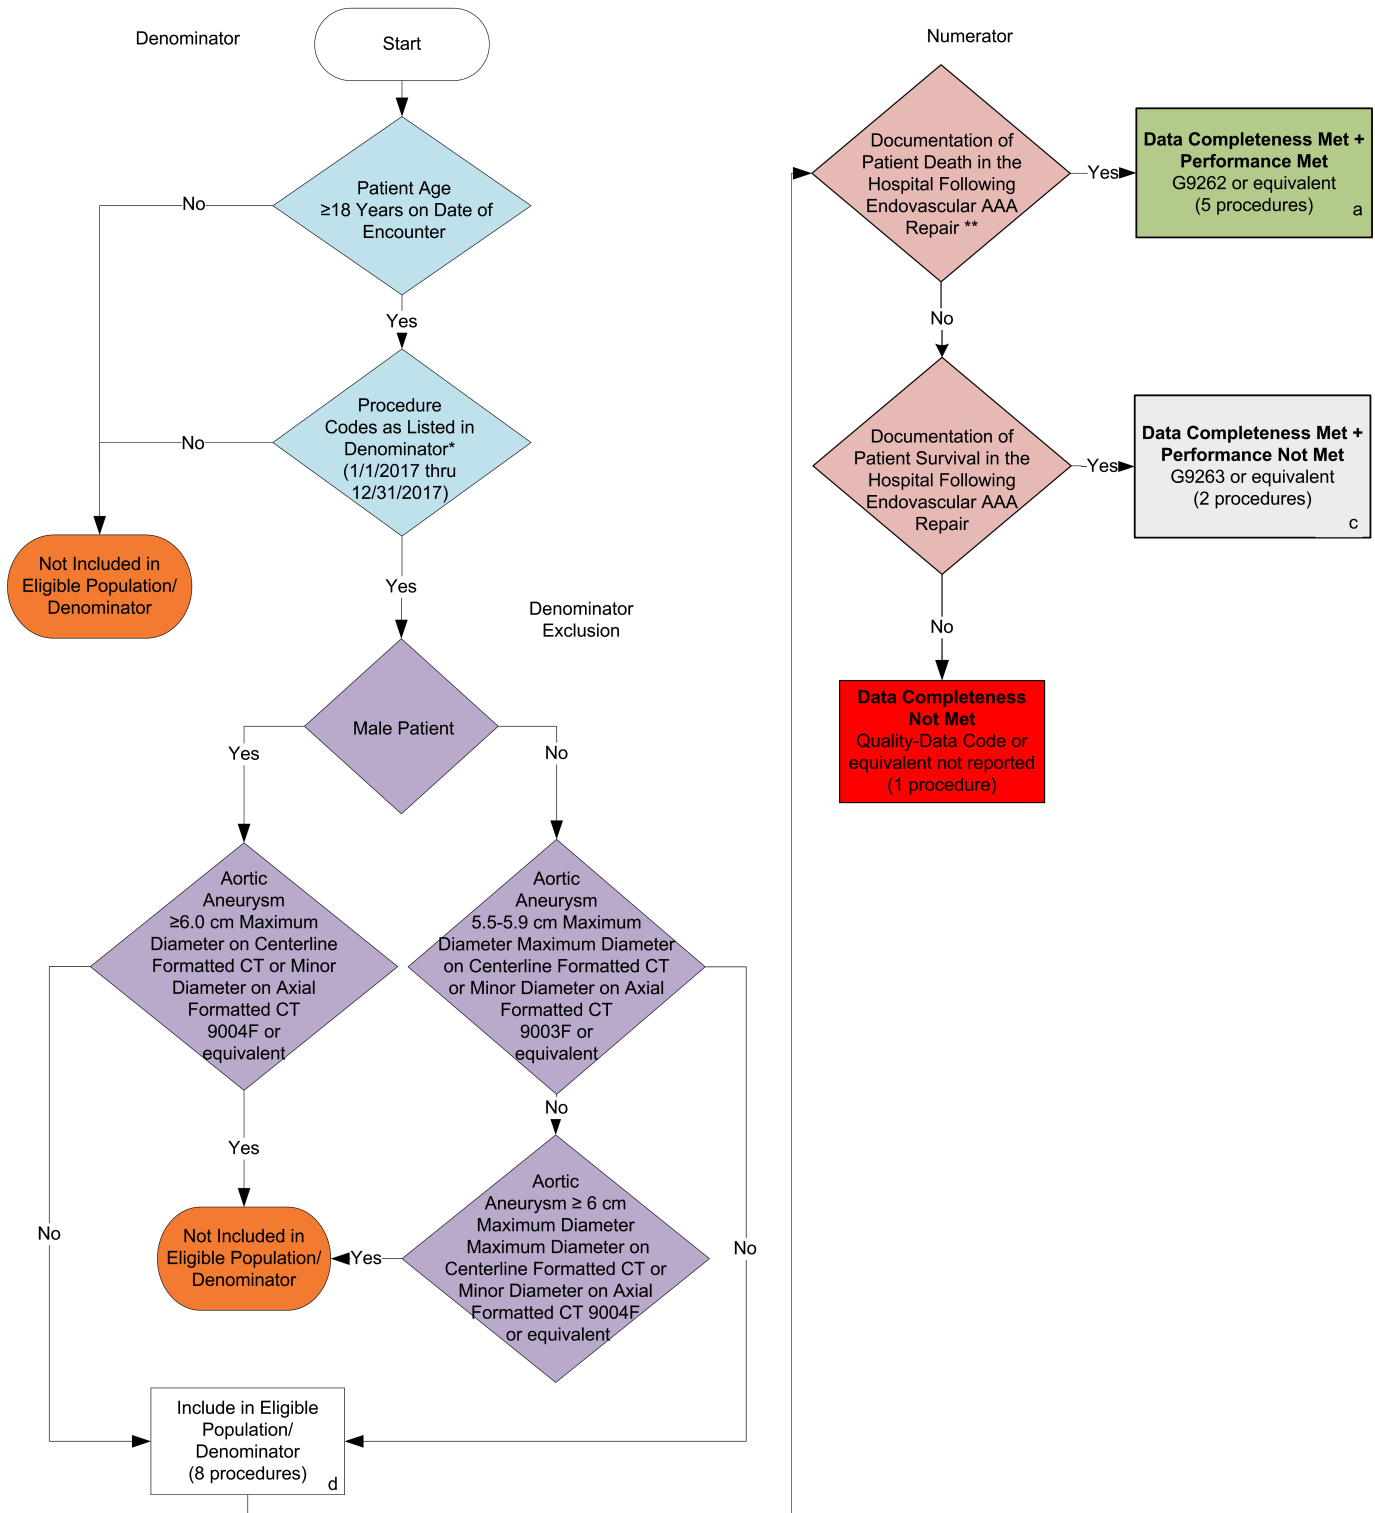 Denominator
Start
Patient Age
≥18 Years on Date of
Encounter
No
Yes
Procedure
Codes as Listed in
Denominator*
(1/1/2017 thru
12/31/2017)
No
Not Included in
Eligible Population/
Denominator
Yes
Denominator
Exclusion
Male Patient
Yes
No
Aortic
Aneurysm
≥6.0 cm Maximum
Diameter on Centerline
Formatted CT or Minor
Diameter on Axial
Formatted CT
9004F or
equivalent
Aortic
Aneurysm
5.5-5.9 cm Maximum
Diameter Maximum Diameter
on Centerline Formatted CT
or Minor Diameter on Axial
Formatted CT
9003F or
equivalent
No
Yes
Aortic
Aneurysm ≥ 6 cm
Maximum Diameter
Maximum Diameter on
Centerline Formatted CT or
Minor Diameter on Axial
Formatted CT 9004F
or equivalent
No
Not Included in
Eligible Population/
Denominator
Yes
No
Include in Eligible
Population/
Denominator
(8 procedures)
d
Numerator
Documentation of
Patient Death in the
Hospital Following
Endovascular AAA
Repair **
Yes
Data Completeness Met +
Performance Met
G9262 or equivalent
(5 procedures)
a
No
Documentation of
Patient Survival in the
Hospital Following
Endovascular AAA
Repair
Yes
Data Completeness Met +
Performance Not Met
G9263 or equivalent
(2 procedures)
c
No
Data Completeness
Not Met
Quality-Data Code or
equivalent not reported
(1 procedure)